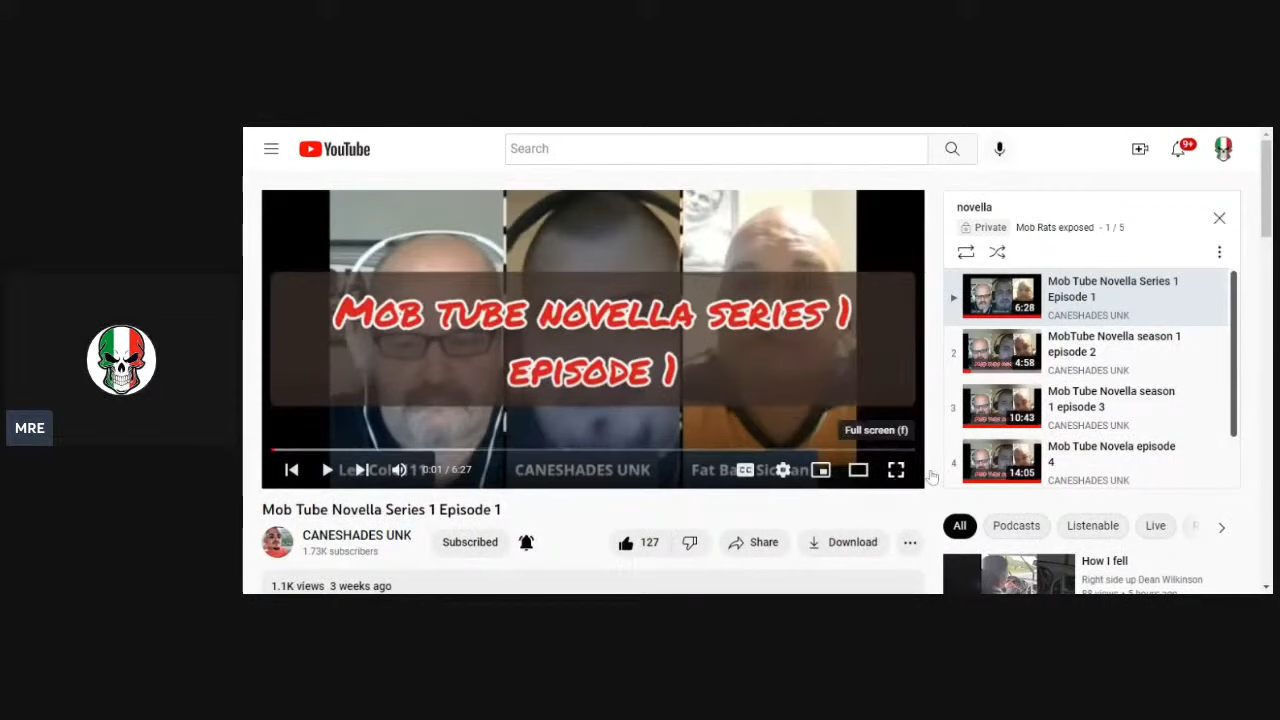 YouTube
Search
9+
MOB TUBE NOVELLA SERIES 1
EPISODE 1
Full screen (f)
0:01 / 6:27
CC
CANESHADES UNK
Mob Tube Novella Series 1 Episode 1
CANESHADES UNK
1.73K subscribers
Subscribed
127
Share
Download
1.1K views 3 weeks ago
MRE
novella
Private
Mob Rats exposed - 1 / 5
6:28
Mob Tube Novella Series 1
Episode 1
CANESHADES UNK
2
4:58
MobTube Novella season 1
episode 2
CANESHADES UNK
3
10:43
Mob Tube Novella season
1 episode 3
CANESHADES UNK
4
14:05
Mob Tube Novela episode
4
CANESHADES UNK
All
Podcasts
Listenable
Live
How I fell
Right side up Dean Wilkinson